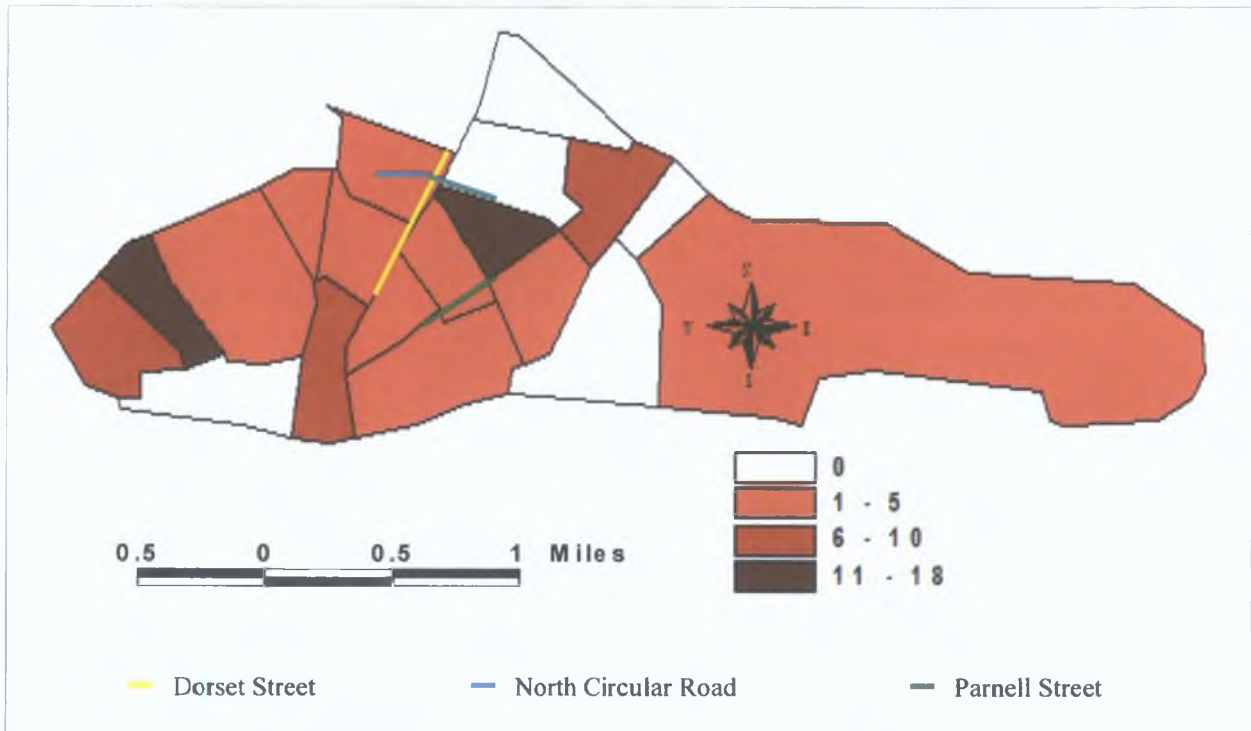 S
T I
I
0
1 - 5
6 - 10
11 - 18
0.5 0 0.5 1 Miles
Dorset Street North Circular Road Parnell Street